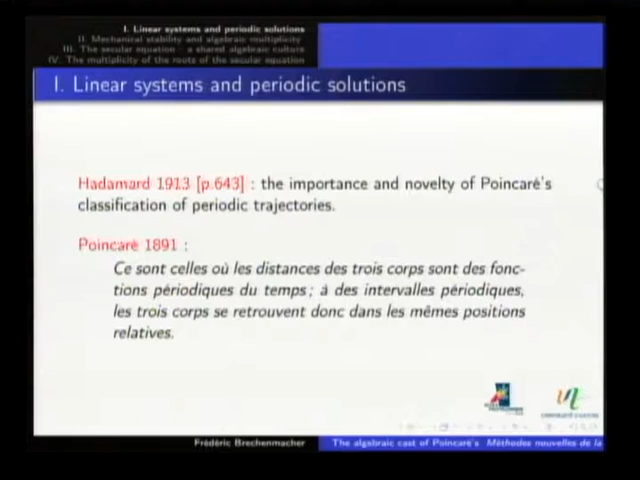 I. Linear systems and periodic solutions
II. Mechanical stability and algebraic multiplicity
III. The secular equation - a shared algebraic culture
IV. The multiplicity of the roots of the secular equation
I. Linear systems and periodic solutions
Hadamard 1913 [p.643] : the importance and novelty of Poincaré's
classification of periodic trajectories.
Poincaré 1891 :
Ce sont celles où les distances des trois corps sont des fonc-
tions périodiques du temps ; à des intervalles périodiques,
les trois corps se retrouvent donc dans les mêmes positions
relatives.
Frédéric Brechenmacher
The algebraic cast of Poincaré's Méthodes nouvelles de la